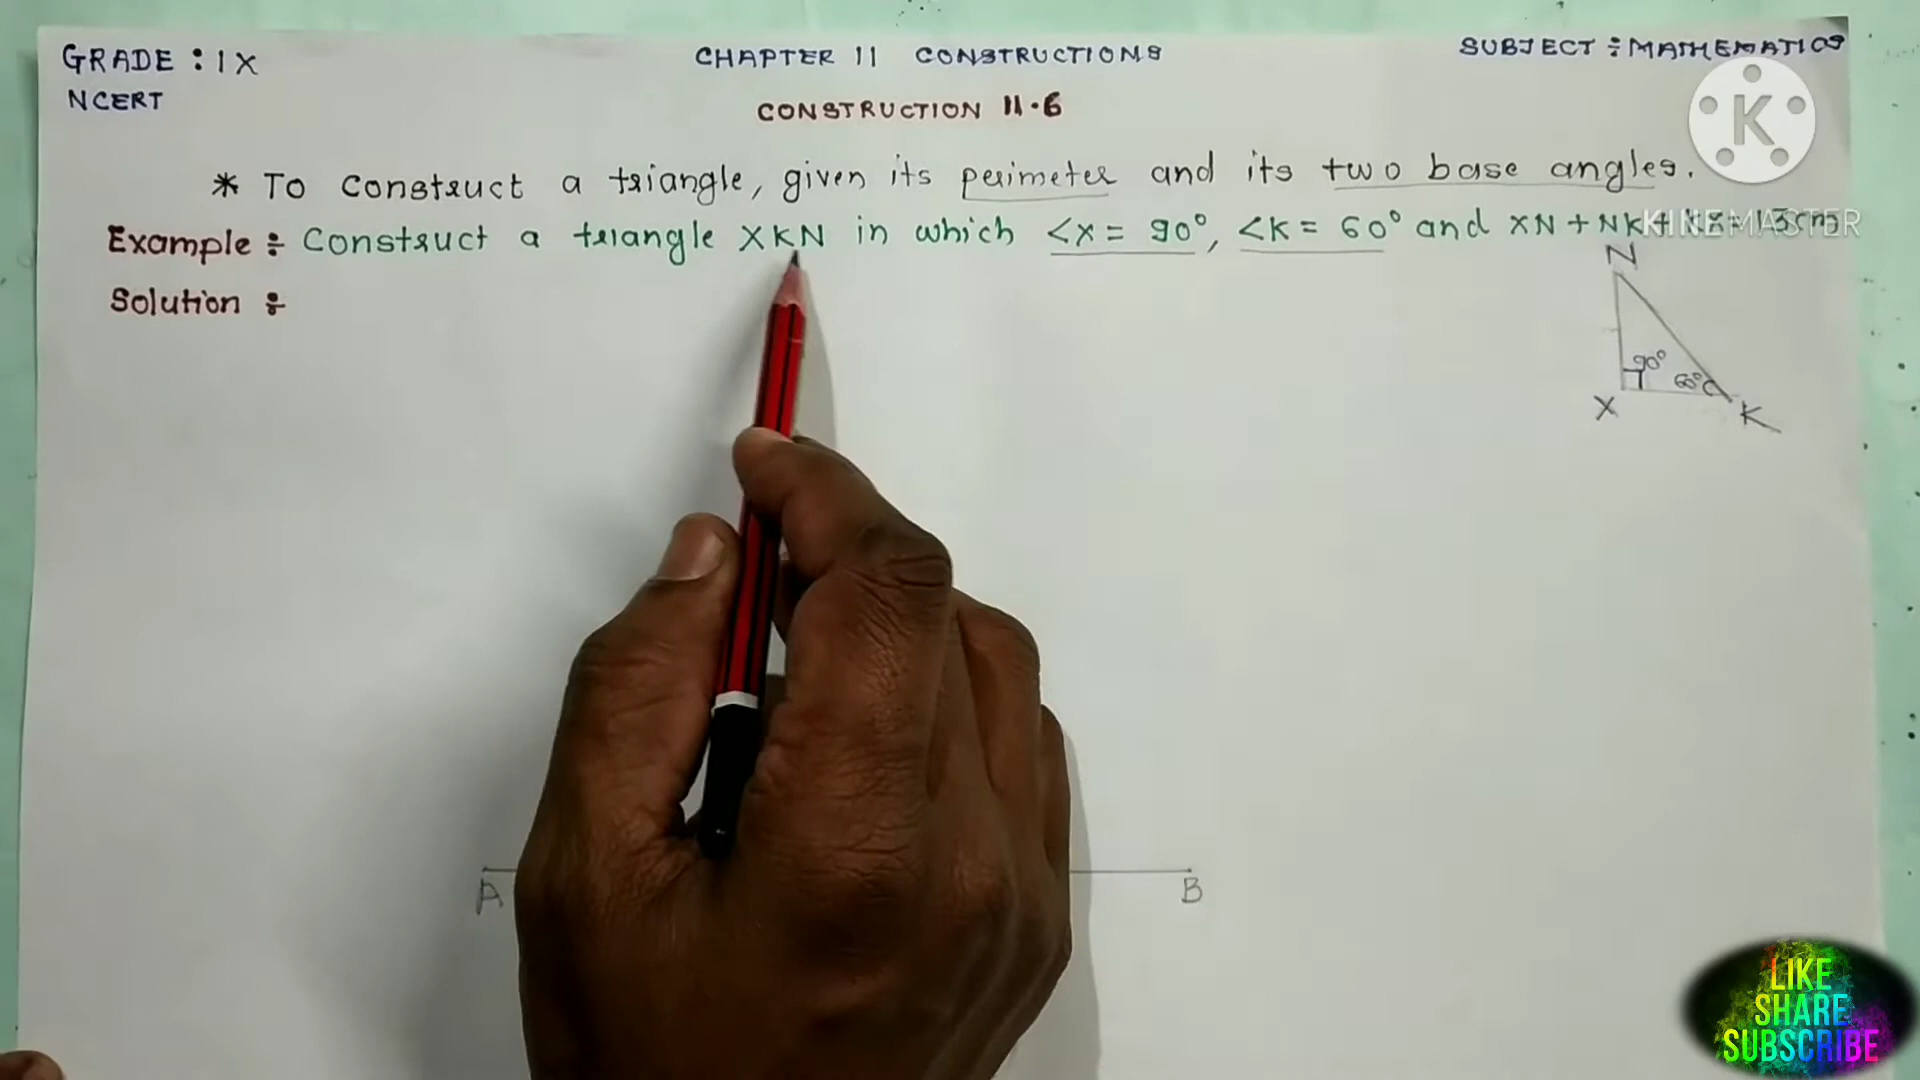 GRADE : IX
CHAPTER 11 CONSTRUCTIONS
SUBJECT : MATHEMATICS
NCERT
CONSTRUCTION 11.6
* To construct a triangle, given its perimeter and its two base angles.
Example : Construct a triangle XKN in which <X = 90°, <K = 60° and XN + NK + = 13cm
KINEMASTER
Solution :
N
90°
60°
X
K
A
B
LIKE
SHARE
SUBSCRIBE